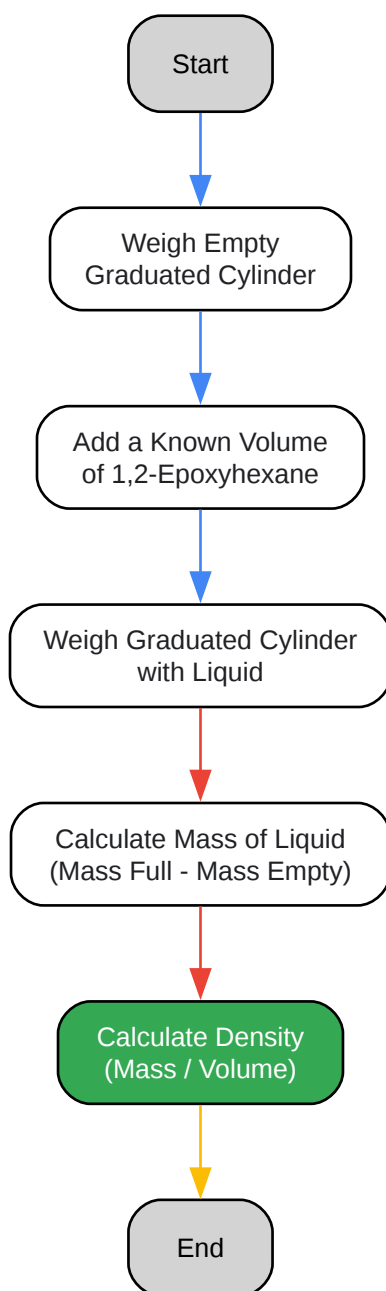 Start
Weigh Empty
Graduated Cylinder
Add a Known Volume
of 1,2-Epoxyhexane
Weigh Graduated Cylinder
with Liquid
Calculate Mass of Liquid
(Mass Full - Mass Empty)
Calculate Density
(Mass / Volume)
End